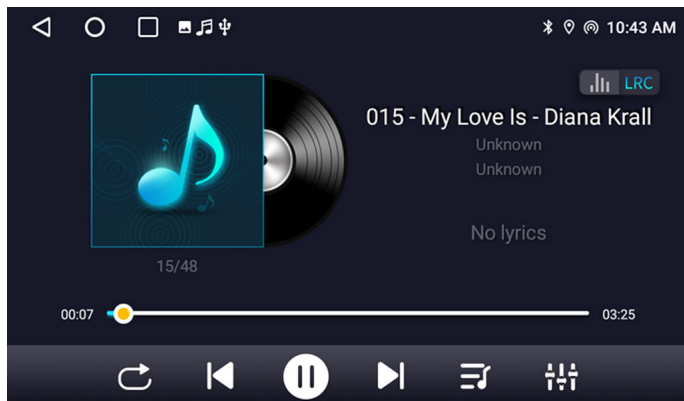 10:43 AM
LRC
015 - My Love Is - Diana Krall
Unknown
Unknown
No lyrics
15/48
00:07
03:25